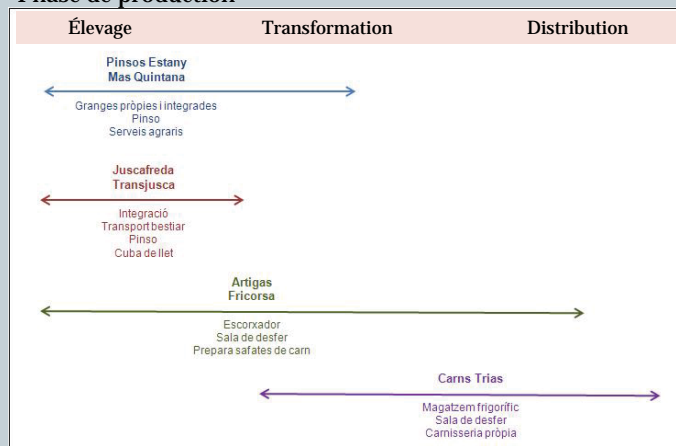 Phase de production
Élevage Transformation Distribution
Pinsos Estany
Mas Quintana
Granges pròpies i integrades
Pinso
Serveis agraris
Juscafreda
Transjusca
Integració
Transport bestiar
Pinso
Cuba de llet
Artigas
Fricorsa
Escorxador
Sala de desfer
Prepara safates de carn
Carns Trias
Magatzem frigorífic
Sala de desfer
Carnisseria pròpia